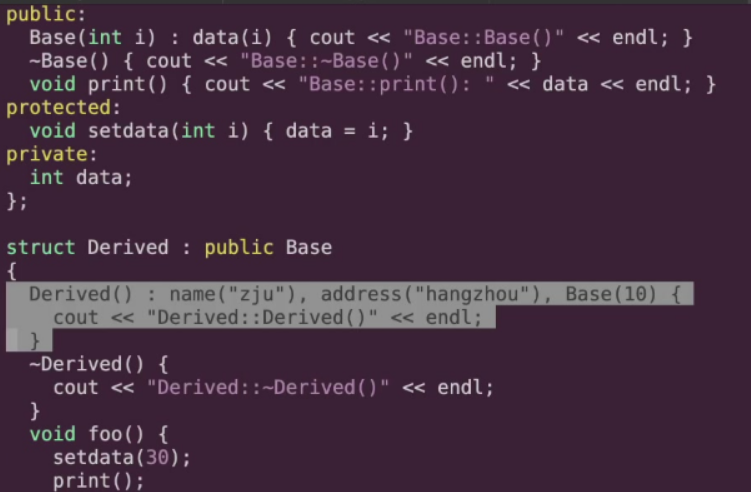 public:
  Base(int i) : data(i) { cout << "Base::Base()" << endl; }
  ~Base() { cout << "Base::~Base()" << endl; }
  void print() { cout << "Base::print(): " << data << endl; }
protected:
  void setdata(int i) { data = i; }
private:
  int data;
};

struct Derived : public Base
{
  Derived() : name("zju"), address("hangzhou"), Base(10) {
    cout << "Derived::Derived()" << endl;
  }
  ~Derived() {
    cout << "Derived::~Derived()" << endl;
  }
  void foo() {
    setdata(30);
    print();